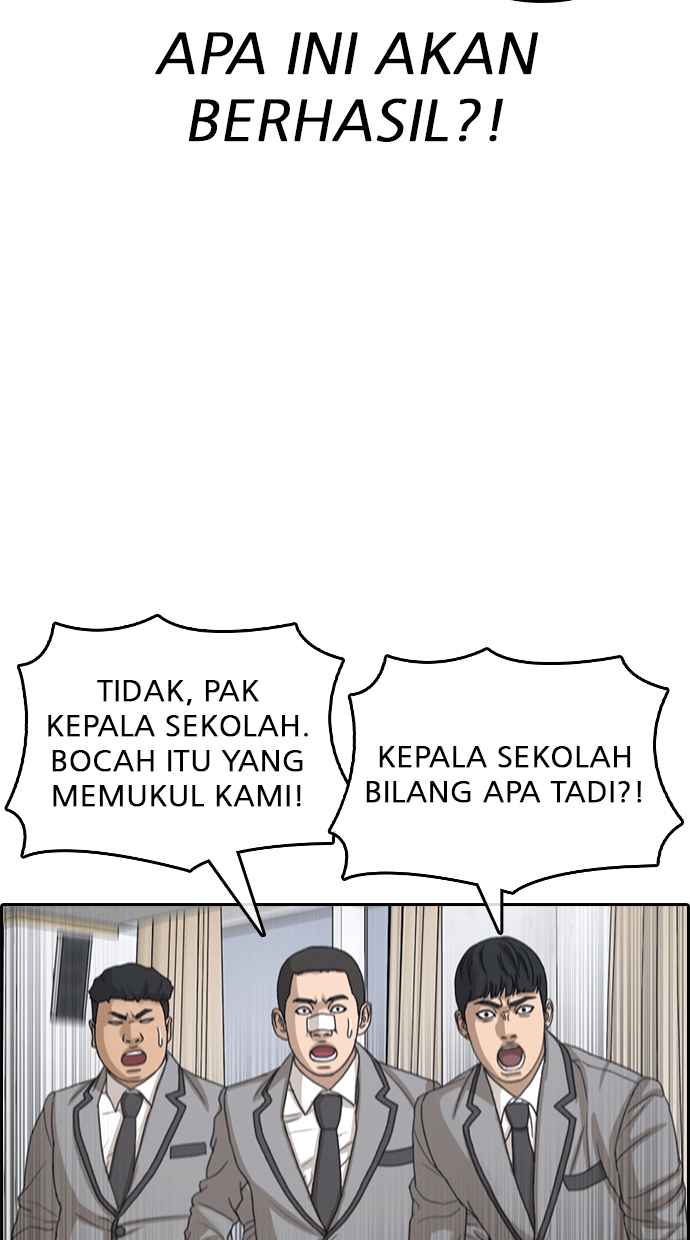 APA INI AKAN
BERHASIL?!
TIDAK, PAK
KEPALA SEKOLAH.
BOCAH ITU YANG
MEMUKUL KAMI!
KEPALA SEKOLAH
BILANG APA TADI?!